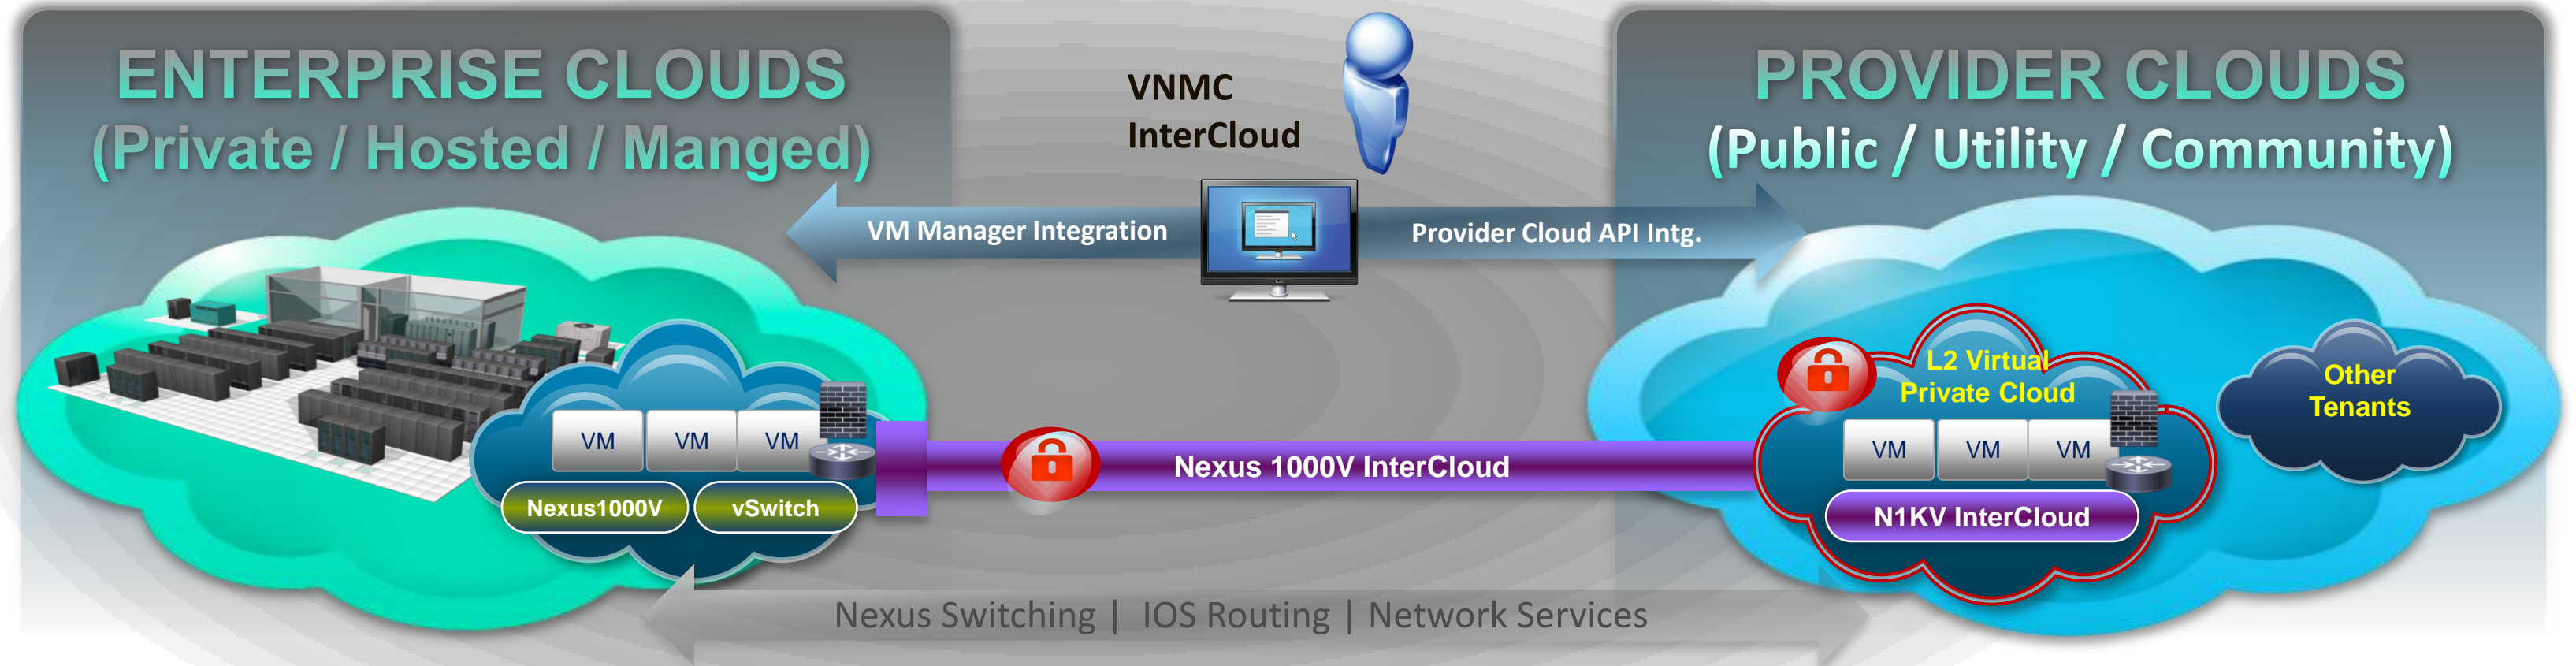 ENTERPRISE CLOUDS
(Private / Hosted / Manged)
VNMC
InterCloud
PROVIDER CLOUDS
(Public / Utility / Community)
VM Manager Integration
Provider Cloud API Intg.
VM
VM
VM
Nexus1000V
vSwitch
Nexus 1000V InterCloud
L2 Virtual
Private Cloud
VM
VM
VM
N1KV InterCloud
Other
Tenants
Nexus Switching | IOS Routing | Network Services